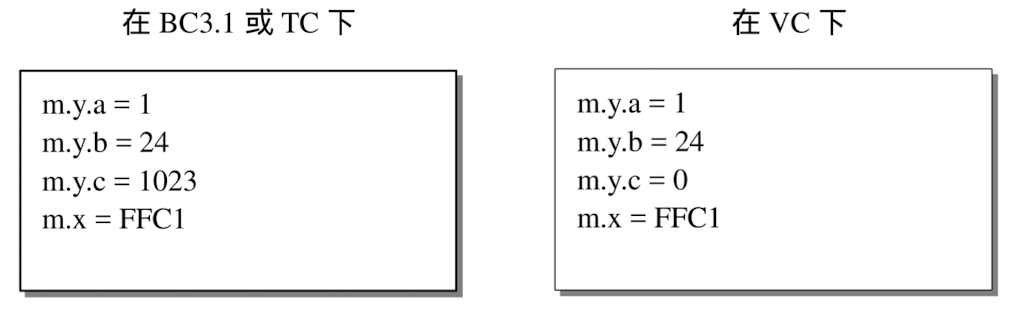 在 BC3.1 或 TC 下
m.y.a = 1
m.y.b = 24
m.y.c = 1023
m.x = FFC1
在 VC 下
m.y.a = 1
m.y.b = 24
m.y.c = 0
m.x = FFC1